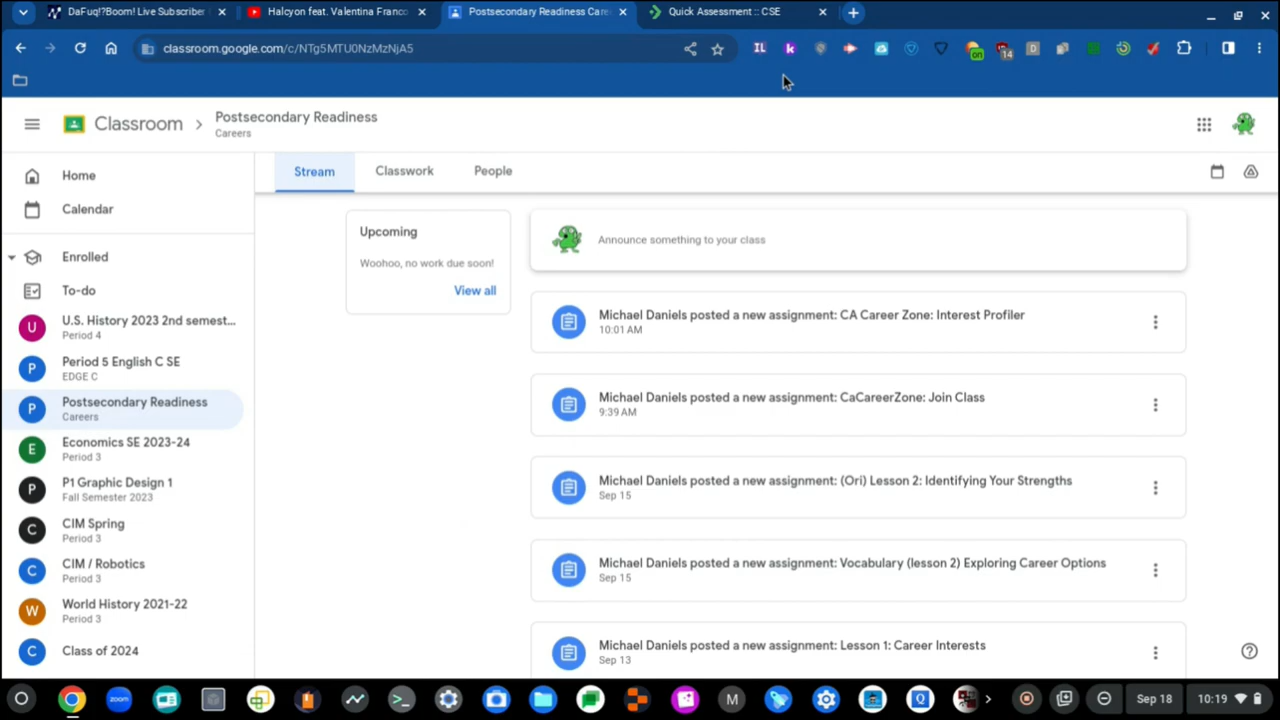 DaFuq!?Boom! Live Subscriber
Halcyon feat. Valentina Franco
Postsecondary Readiness Care
Quick Assessment :: CSE
classroom.google.com/c/NTg5MTU0NzMzNjA5
IL
k
on
14
D
Classroom
Postsecondary Readiness
Careers
Home
Calendar
Enrolled
To-do
U
U.S. History 2023 2nd semest...
Period 4
P
Period 5 English C SE
EDGE C
P
Postsecondary Readiness
Careers
E
Economics SE 2023-24
Period 3
P
P1 Graphic Design 1
Fall Semester 2023
C
CIM Spring
Period 3
C
CIM / Robotics
Period 3
W
World History 2021-22
Period 3
C
Class of 2024
Stream
Classwork
People
Upcoming
Woohoo, no work due soon!
View all
Announce something to your class
Michael Daniels posted a new assignment: CA Career Zone: Interest Profiler
10:01 AM
Michael Daniels posted a new assignment: CaCareerZone: Join Class
9:39 AM
Michael Daniels posted a new assignment: (Ori) Lesson 2: Identifying Your Strengths
Sep 15
Michael Daniels posted a new assignment: Vocabulary (lesson 2) Exploring Career Options
Sep 15
Michael Daniels posted a new assignment: Lesson 1: Career Interests
Sep 13
zoom
M
Q
Sep 18
10:19